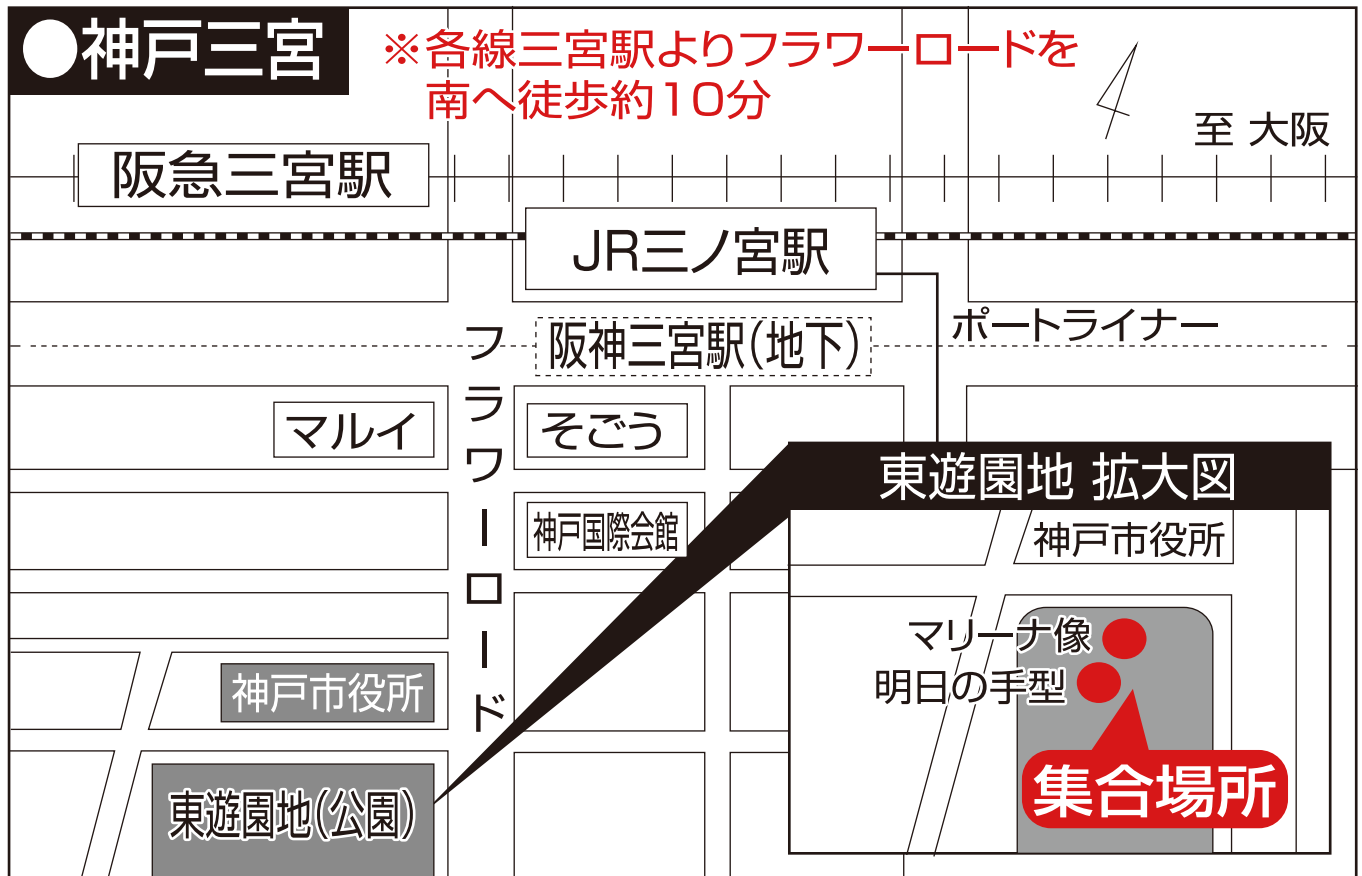 ●神戸三宮
※各線三宮駅よりフラワーロードを
南へ徒歩約10分
至 大阪
阪急三宮駅
JR三ノ宮駅
ポートライナー
阪神三宮駅(地下)
フラワーロード
マルイ
そごう
神戸国際会館
神戸市役所
東遊園地(公園)
東遊園地 拡大図
神戸市役所
マリーナ像
明日の手型
集合場所